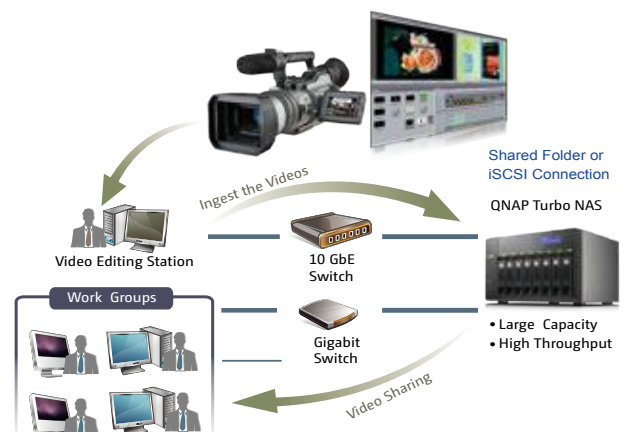 Shared Folder or
iSCSI Connection
Ingest the Videos
QNAP Turbo NAS
Video Editing Station
10 GbE
Switch
Work Groups
Gigabit
Switch
• Large Capacity
• High Throughput
Video Sharing